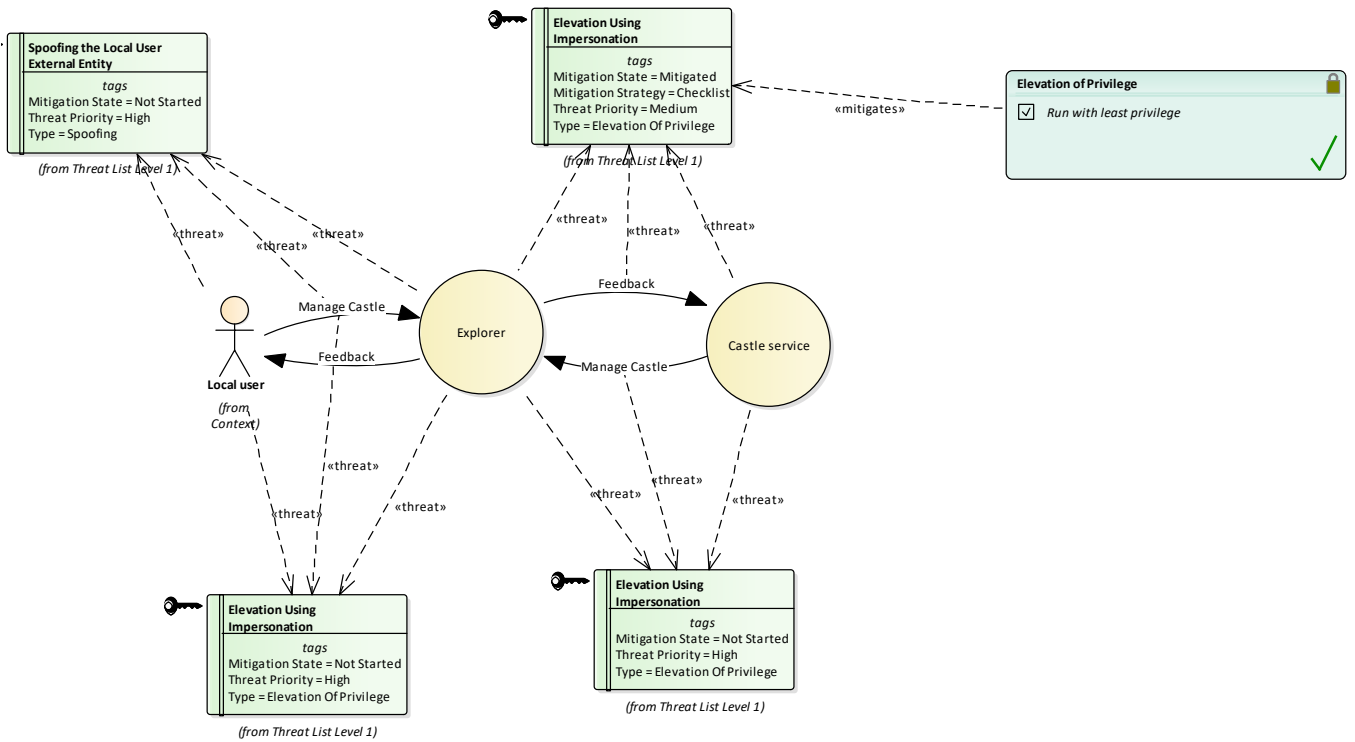 Elevation Using
Impersonation
tags
Mitigation State = Mitigated
Mitigation Strategy = Checklist
Threat Priority = Medium
Type = Elevation Of Privilege
(from Threat List Level 1)
Spoofing the Local User
External Entity
tags
Mitigation State = Not Started
Threat Priority = High
Type = Spoofing
(from Threat List Level 1)
Elevation of Privilege
Run with least privilege
«mitigates»
«threat»
«threat»
«threat»
«threat»
«threat»
«threat»
Manage Castle
Feedback
Explorer
Feedback
Manage Castle
Castle service
Local user
(from
Context)
«threat»
«threat»
«threat»
«threat»
«threat»
«threat»
Elevation Using
Impersonation
tags
Mitigation State = Not Started
Threat Priority = High
Type = Elevation Of Privilege
(from Threat List Level 1)
Elevation Using
Impersonation
tags
Mitigation State = Not Started
Threat Priority = High
Type = Elevation Of Privilege
(from Threat List Level 1)